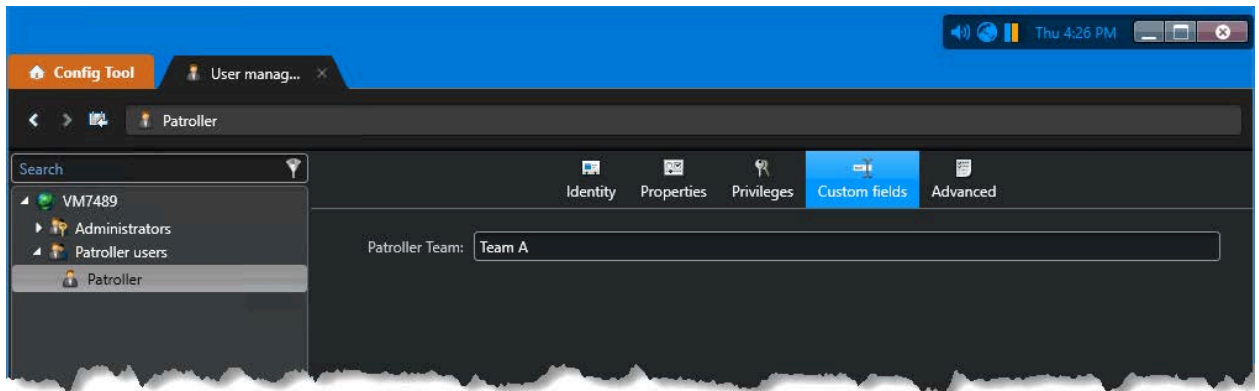 Thu 4:26 PM
Config Tool
User manag...
Patroller
Search
Identity
Properties
Privileges
Custom fields
Advanced
VM7489
Administrators
Patroller users
Patroller
Patroller Team: Team A